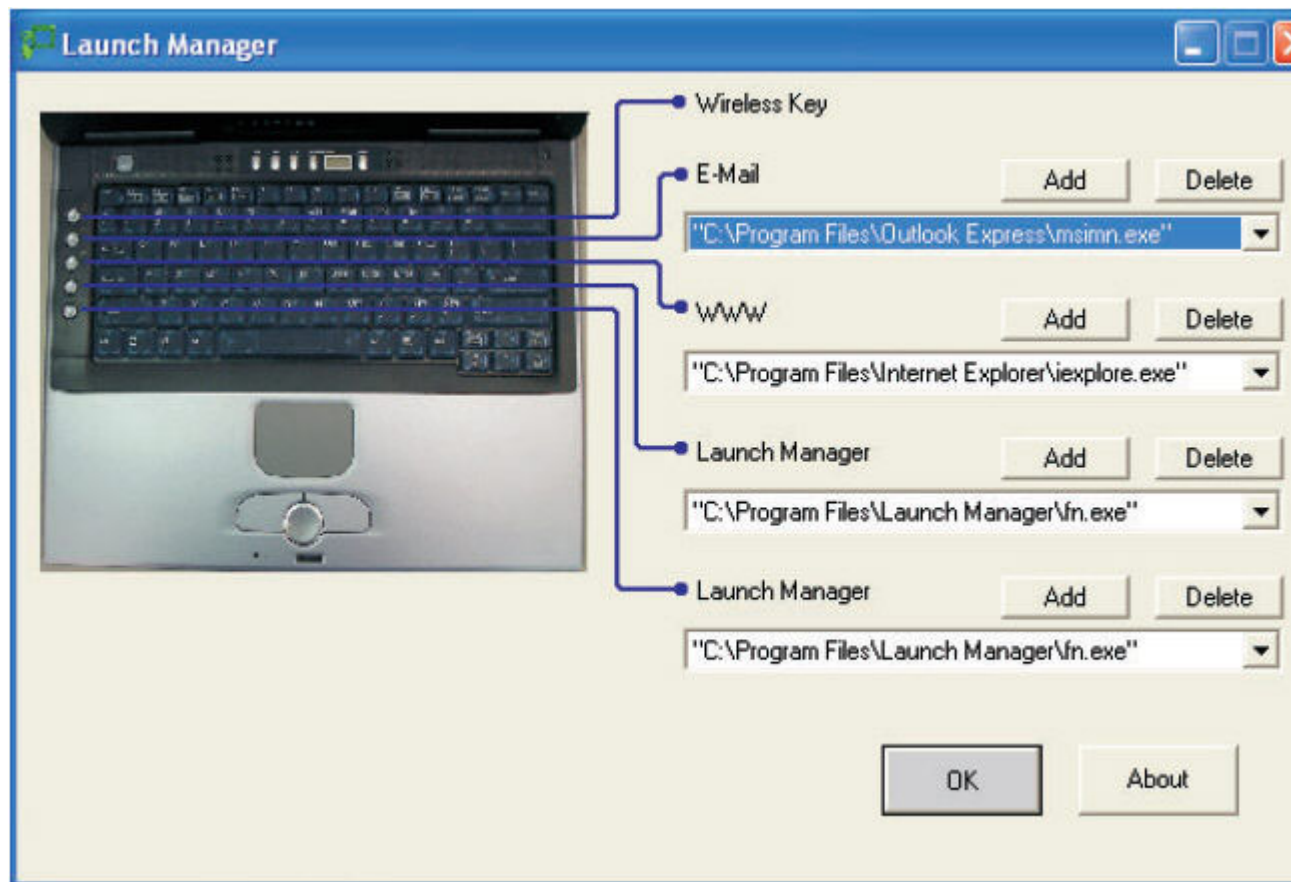 Launch Manager
Wireless Key
E-Mail
Add
Delete
"C:\Program Files\Outlook Express\msimn.exe"
WWW
Add
Delete
"C:\Program Files\Internet Explorer\iexplore.exe"
Launch Manager
Add
Delete
"C:\Program Files\Launch Manager\fn.exe"
Launch Manager
Add
Delete
"C:\Program Files\Launch Manager\fn.exe"
OK
About